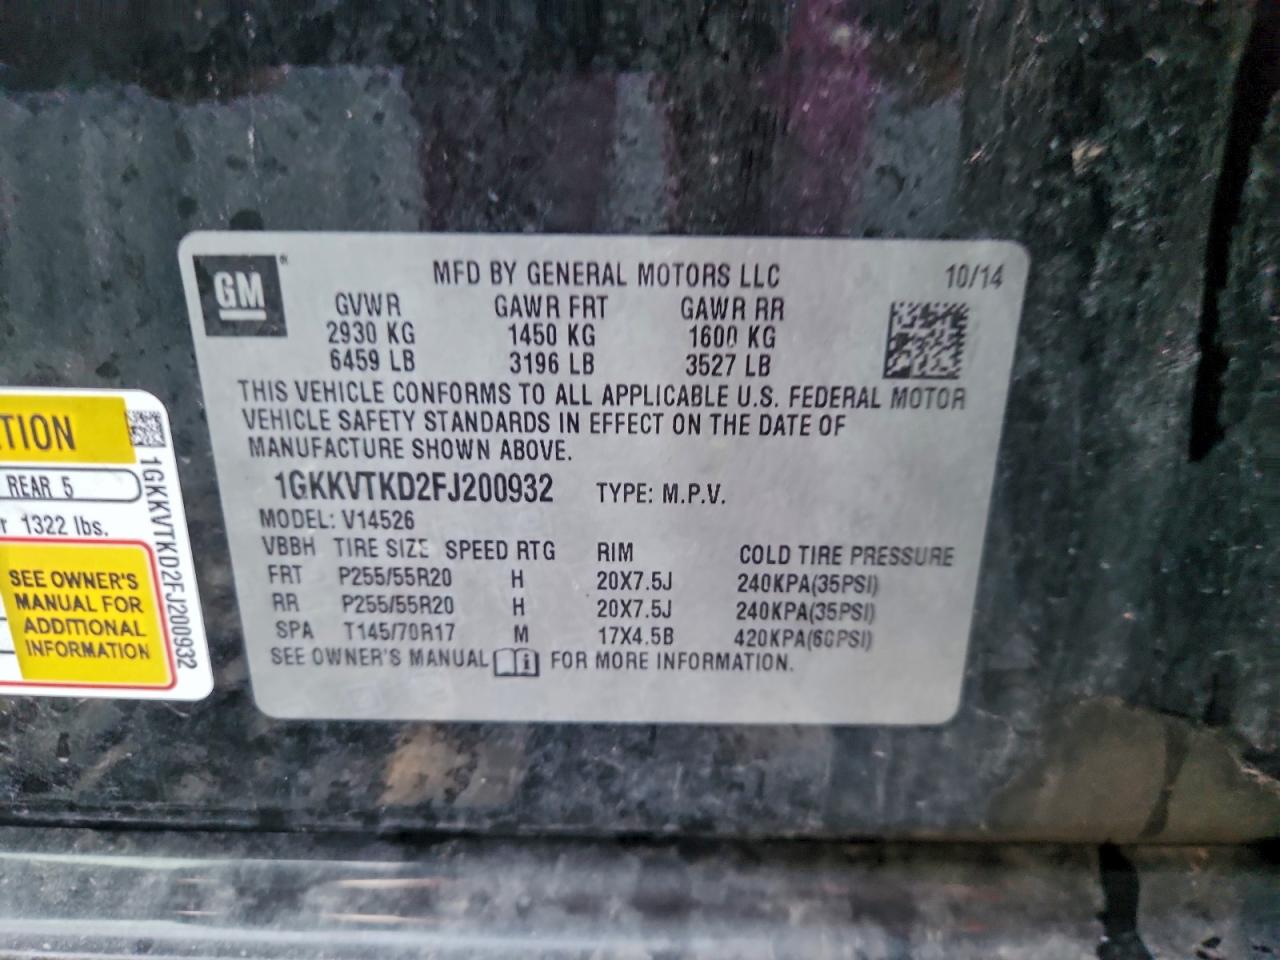 GM®
MFD BY GENERAL MOTORS LLC 10/14
GVWR GAWR FRT GAWR RR
2930 KG 1450 KG 1600 KG
6459 LB 3196 LB 3527 LB
THIS VEHICLE CONFORMS TO ALL APPLICABLE U.S. FEDERAL MOTOR
VEHICLE SAFETY STANDARDS IN EFFECT ON THE DATE OF
MANUFACTURE SHOWN ABOVE.
1GKKVTKD2FJ200932 TYPE: M.P.V.
MODEL: V14526
VBBH TIRE SIZE SPEED RTG RIM COLD TIRE PRESSURE
FRT P255/55R20 H 20X7.5J 240KPA(35PSI)
RR P255/55R20 H 20X7.5J 240KPA(35PSI)
SPA T145/70R17 M 17X4.5B 420KPA(60PSI)
SEE OWNER'S MANUAL FOR MORE INFORMATION.
TION
REAR 5
r 1322 lbs.
SEE OWNER'S
MANUAL FOR
ADDITIONAL
INFORMATION
1GKKVTKD2FJ200932